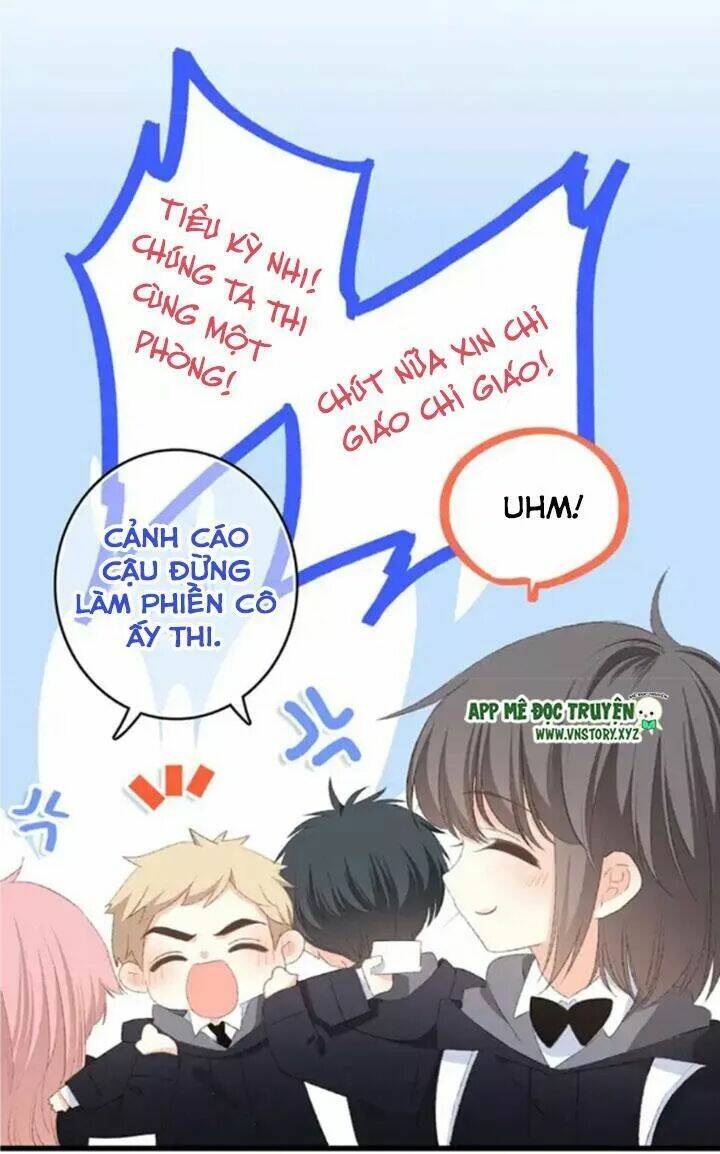 TIỂU KỲ NHI!
CHÚNG TA THI
CÙNG MỘT
PHÒNG!
CHÚT NỮA XIN CHỈ
GIÁO CHỈ GIÁO!
UHM!
CẢNH CÁO
CẬU ĐỪNG
LÀM PHIỀN CÔ
ẤY THI.
APP MÊ ĐỌC TRUYỆN
WWW.VNSTORY.XYZ